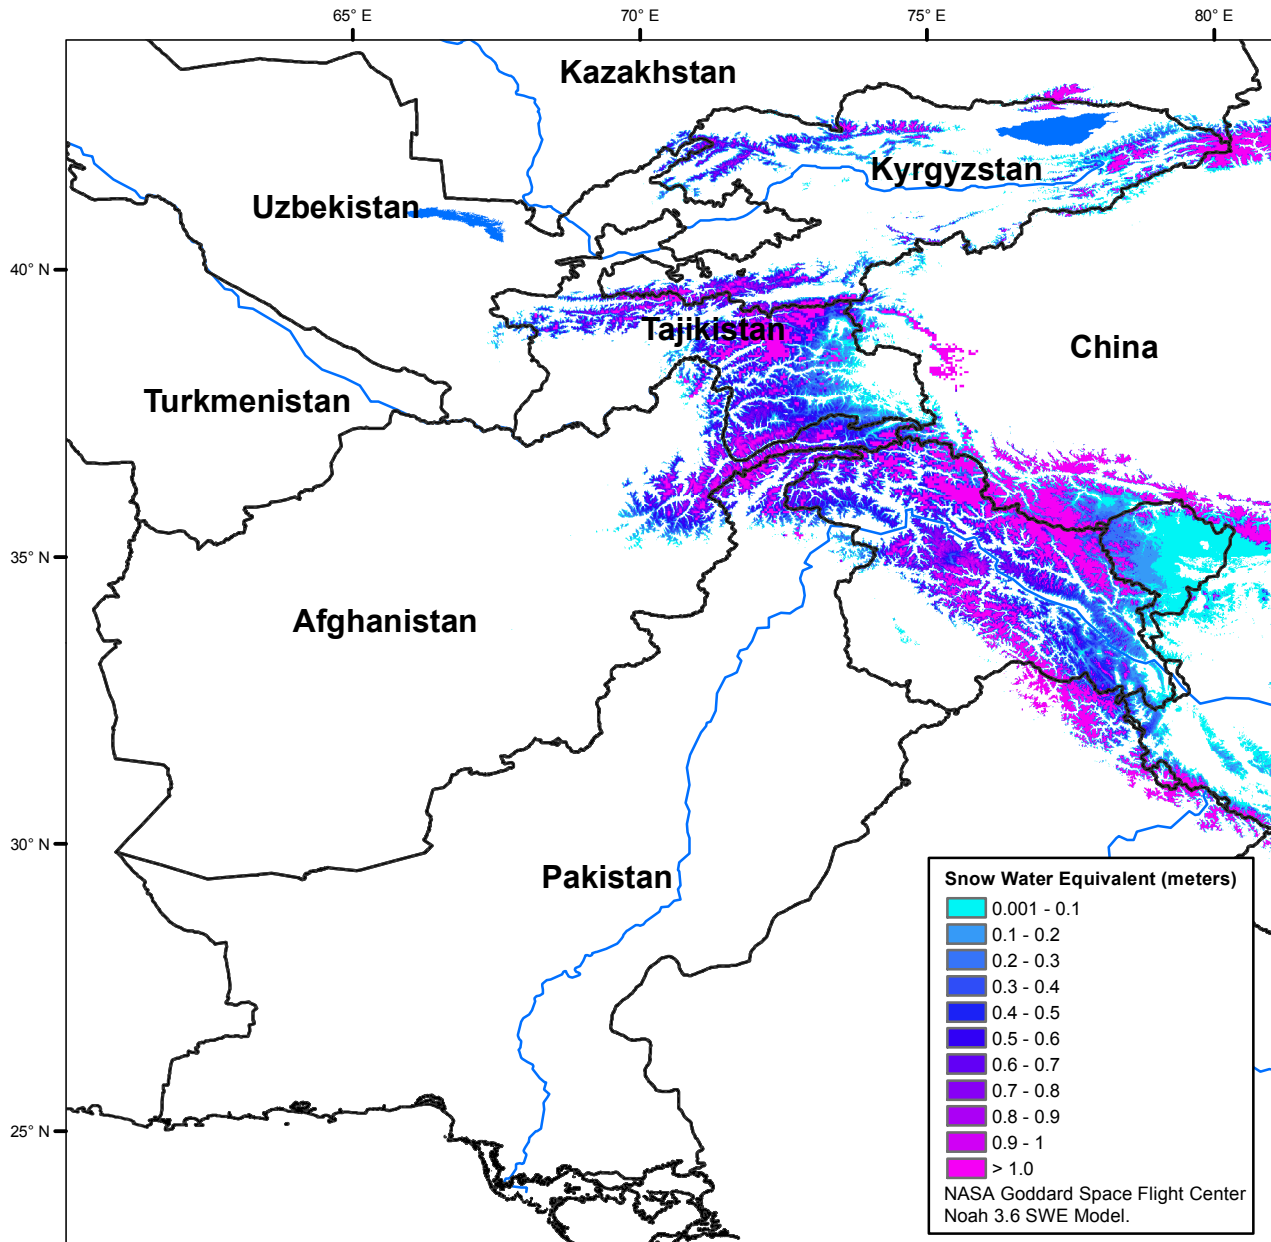 65° E
70° E
75° E
80° E
Kazakhstan
Kyrgyzstan
Uzbekistan
40° N
Tajikistan
China
Turkmenistan
35° N
Afghanistan
30° N
Pakistan
25° N
Snow Water Equivalent (meters)
0.001 - 0.1
0.1 - 0.2
0.2 - 0.3
0.3 - 0.4
0.4 - 0.5
0.5 - 0.6
0.6 - 0.7
0.7 - 0.8
0.8 - 0.9
0.9 - 1
> 1.0
NASA Goddard Space Flight Center
Noah 3.6 SWE Model.